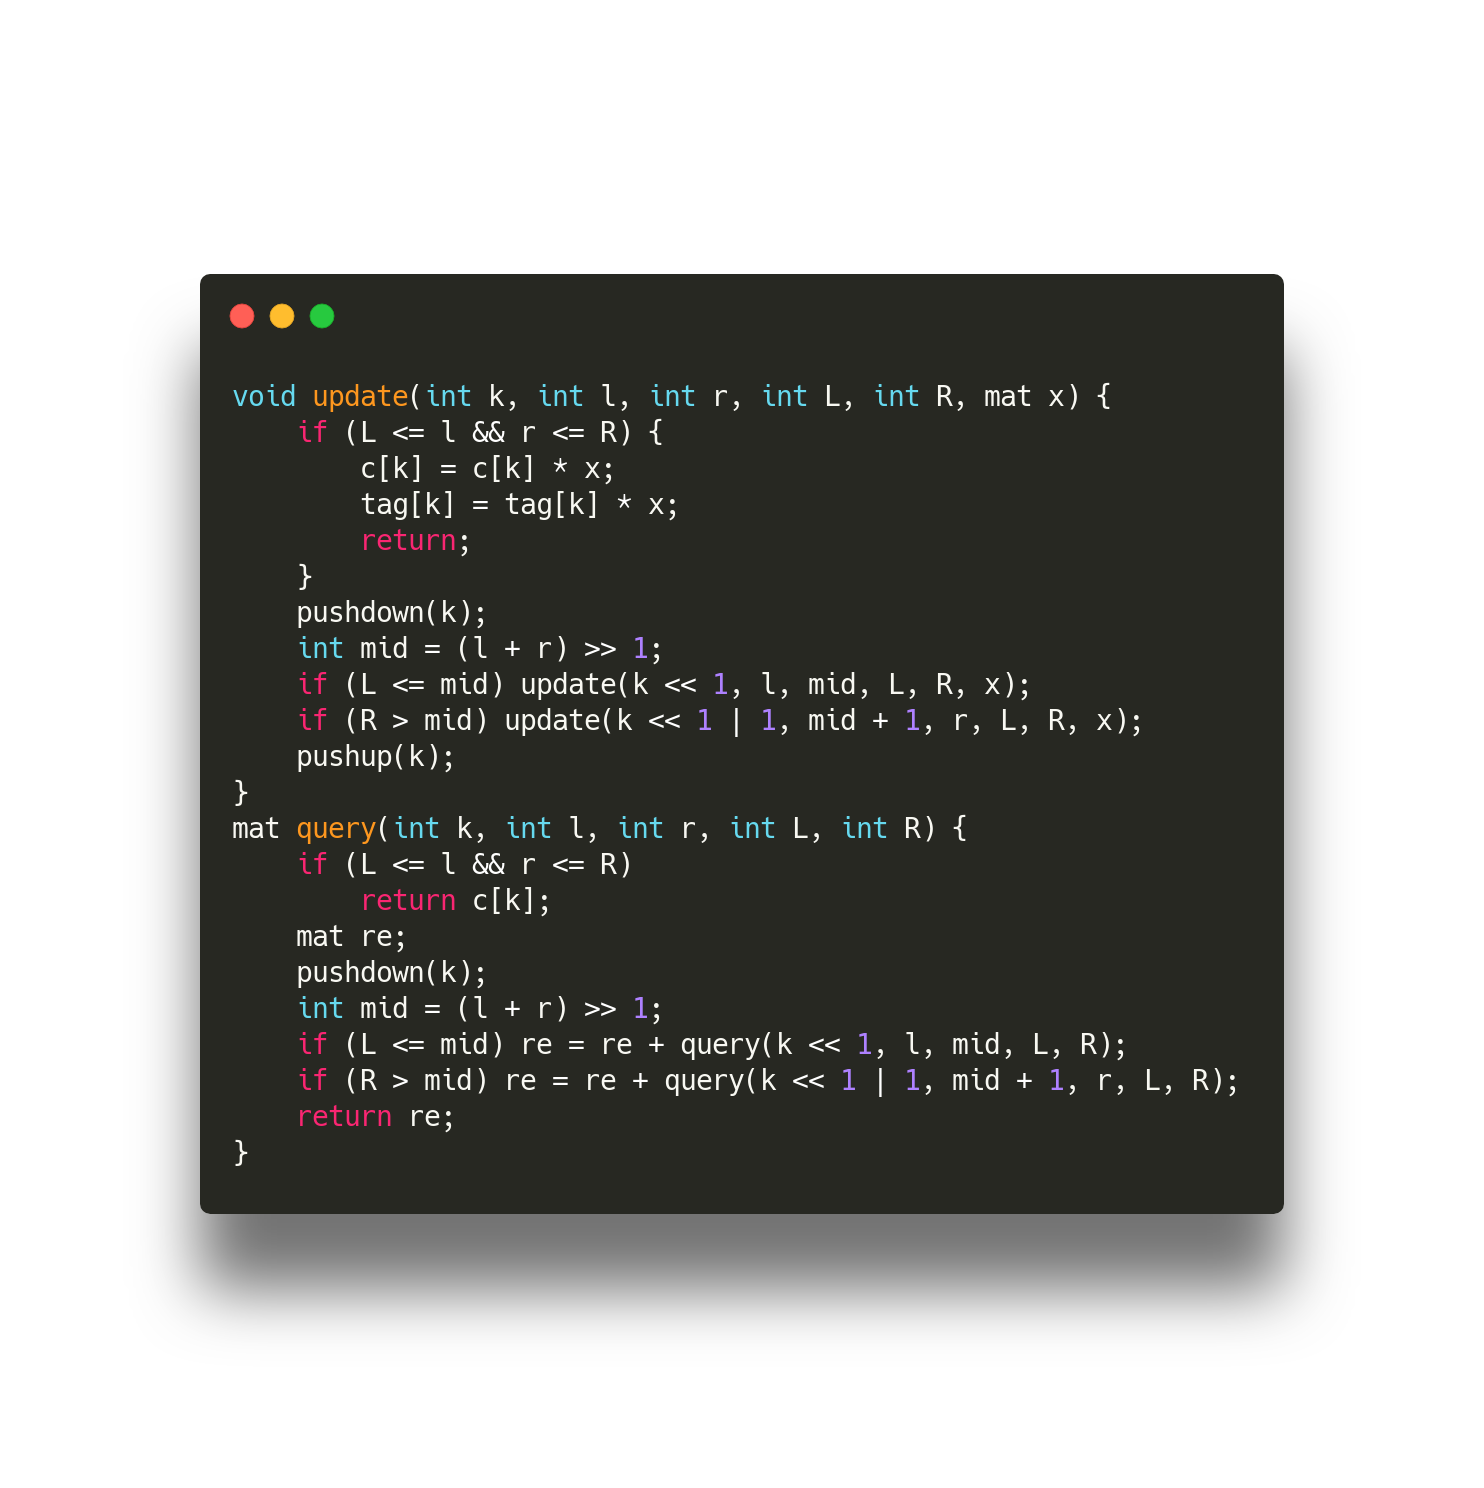 void update(int k, int l, int r, int L, int R, mat x) {
    if (L <= l && r <= R) {
        c[k] = c[k] * x;
        tag[k] = tag[k] * x;
        return;
    }
    pushdown(k);
    int mid = (l + r) >> 1;
    if (L <= mid) update(k << 1, l, mid, L, R, x);
    if (R > mid) update(k << 1 | 1, mid + 1, r, L, R, x);
    pushup(k);
}
mat query(int k, int l, int r, int L, int R) {
    if (L <= l && r <= R)
        return c[k];
    mat re;
    pushdown(k);
    int mid = (l + r) >> 1;
    if (L <= mid) re = re + query(k << 1, l, mid, L, R);
    if (R > mid) re = re + query(k << 1 | 1, mid + 1, r, L, R);
    return re;
}